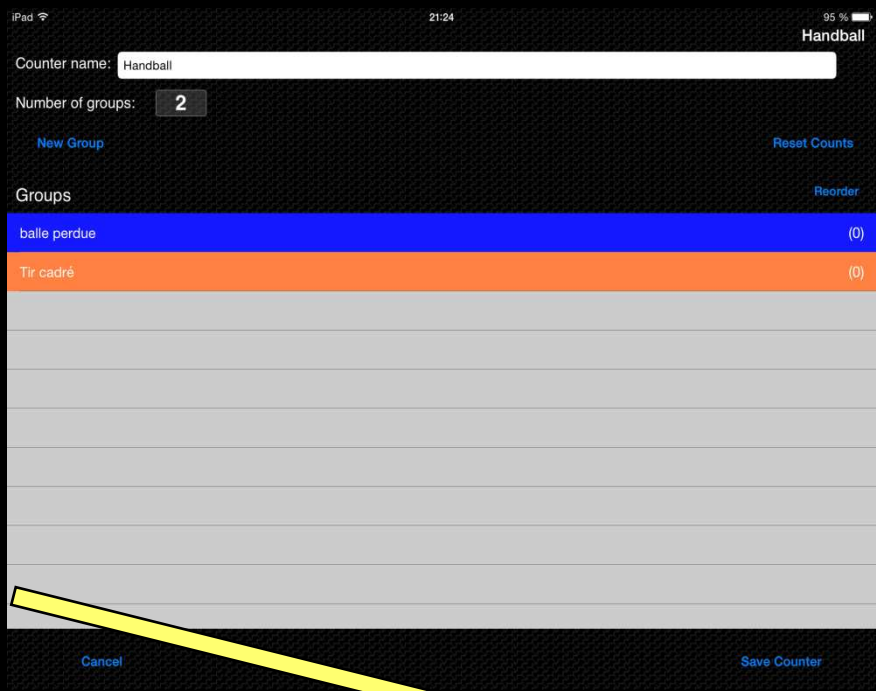 iPad 21:24 95 %
Handball
Counter name: Handball
Number of groups: 2
New Group Reset Counts
Groups Reorder
balle perdue (0)
Tir cadré (0)
Cancel Save Counter